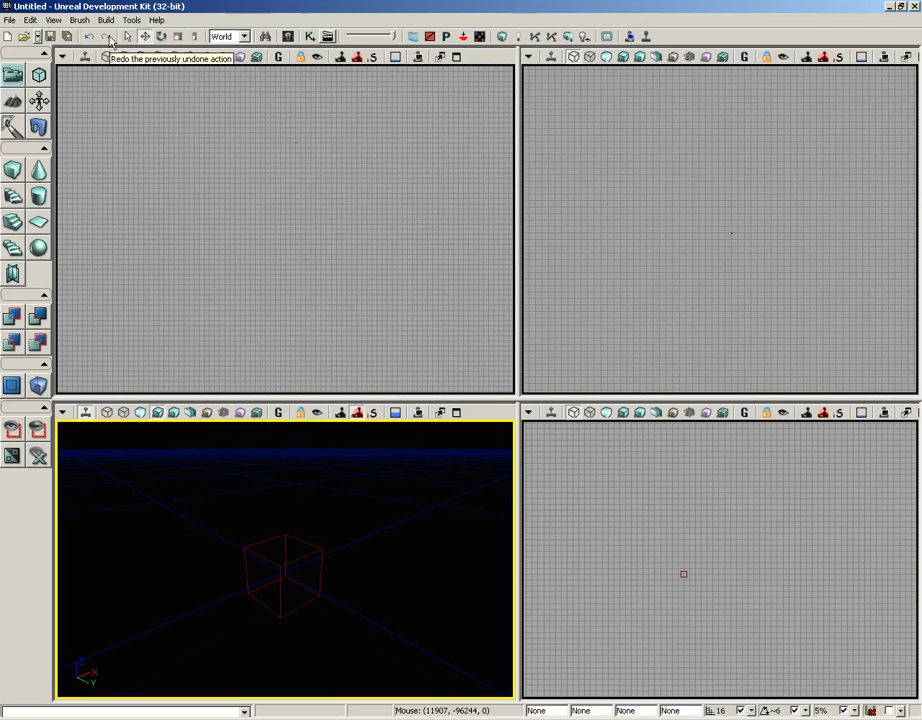 Untitled - Unreal Development Kit (32-bit)
File Edit View Brush Build Tools Help
World
Redo the previously undone action
G
S
G
G
S
G
Z
X
Y
Mouse: (11907, -96244, 0)
None
None
None
None
16
~6
5%